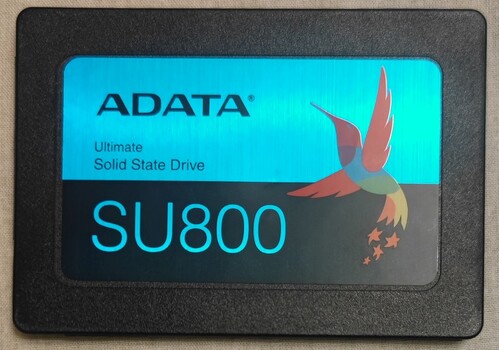 ADATA®
Ultimate
Solid State Drive
SU800